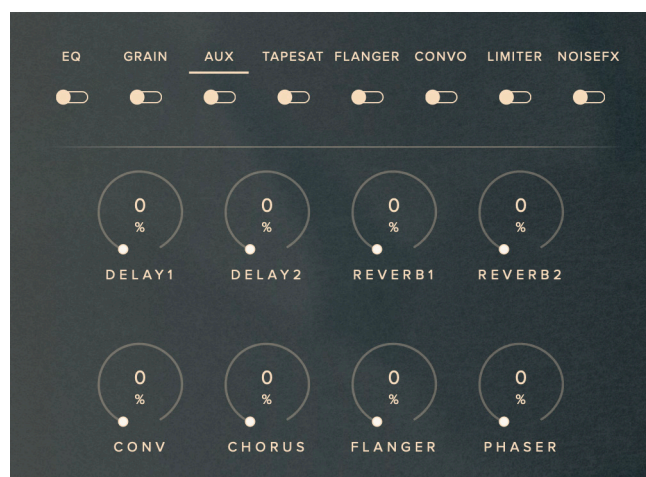 EQ GRAIN AUX TAPESAT FLANGER CONVO LIMITER NOISEFX
0 0 0 0
% % % %
DELAY1 DELAY2 REVERB1 REVERB2
0 0 0 0
% % % %
CONV CHORUS FLANGER PHASER